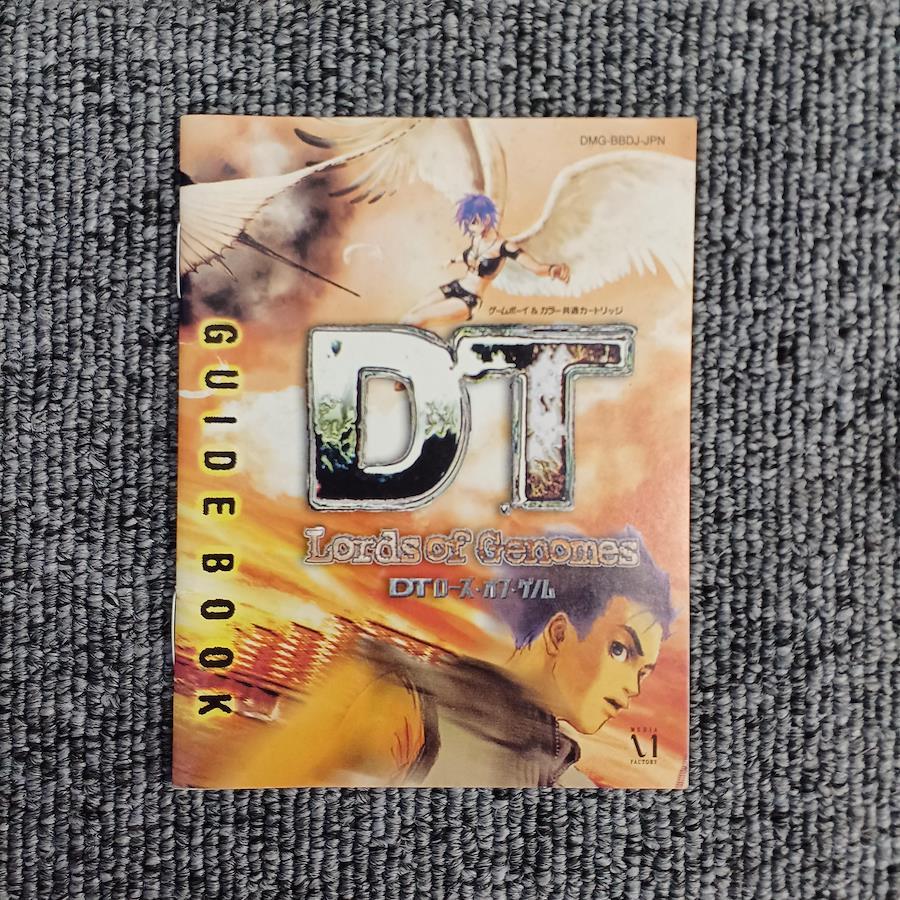 DMG-BBDJ-JPN
ゲームボーイ&カラー共通カートリッジ
DT
Lords of Genomes
DTローズ・オブ・ゲノム
GUIDE BOOK
MEDIA
FACTORY